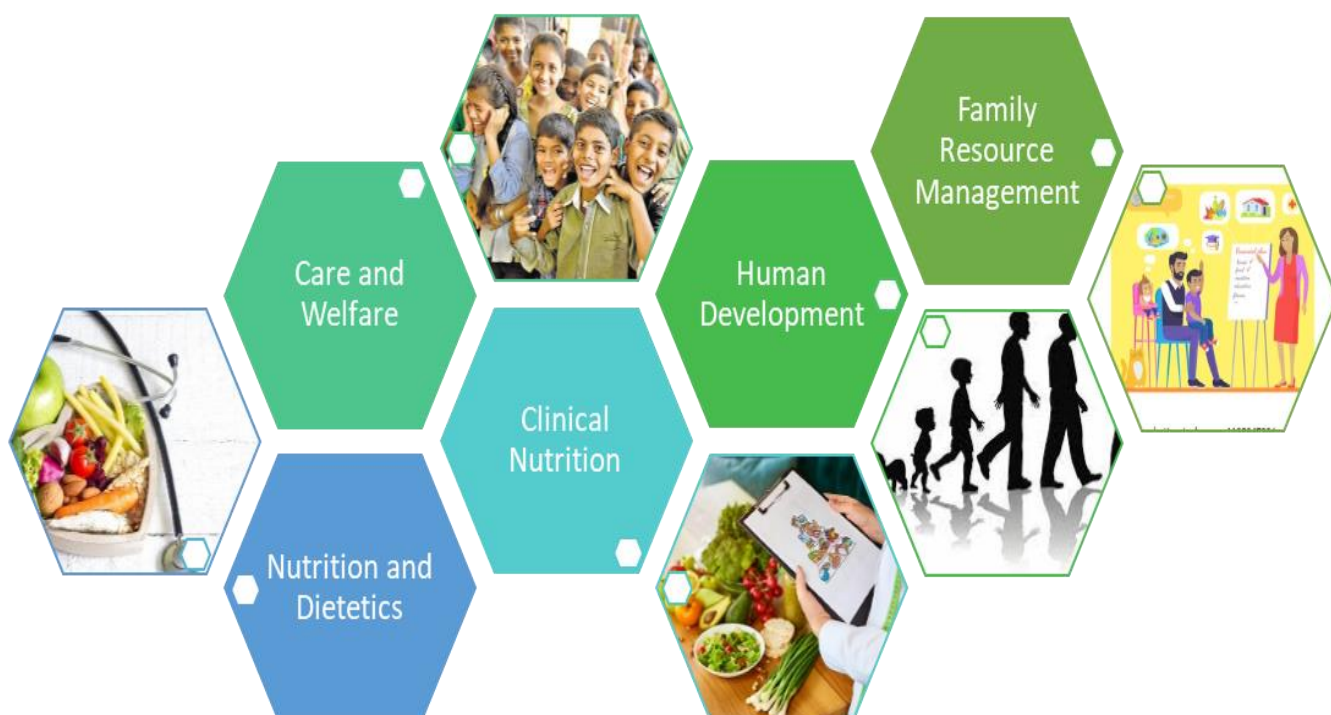 Family
Resource
Management
Care and
Welfare
Human
Development
Clinical
Nutrition
Nutrition and
Dietetics